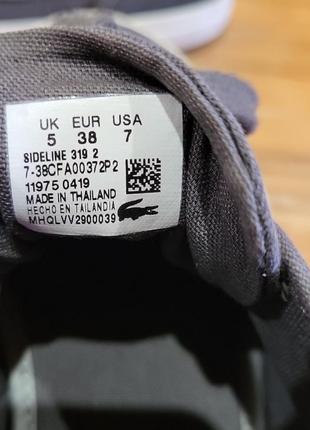 UK EUR USA
5 38 7
SIDELINE 319 2
7-38CFA00372P2
11975 0419
MADE IN THAILAND
HECHO EN TAILANDIA
MHQLVV2900039